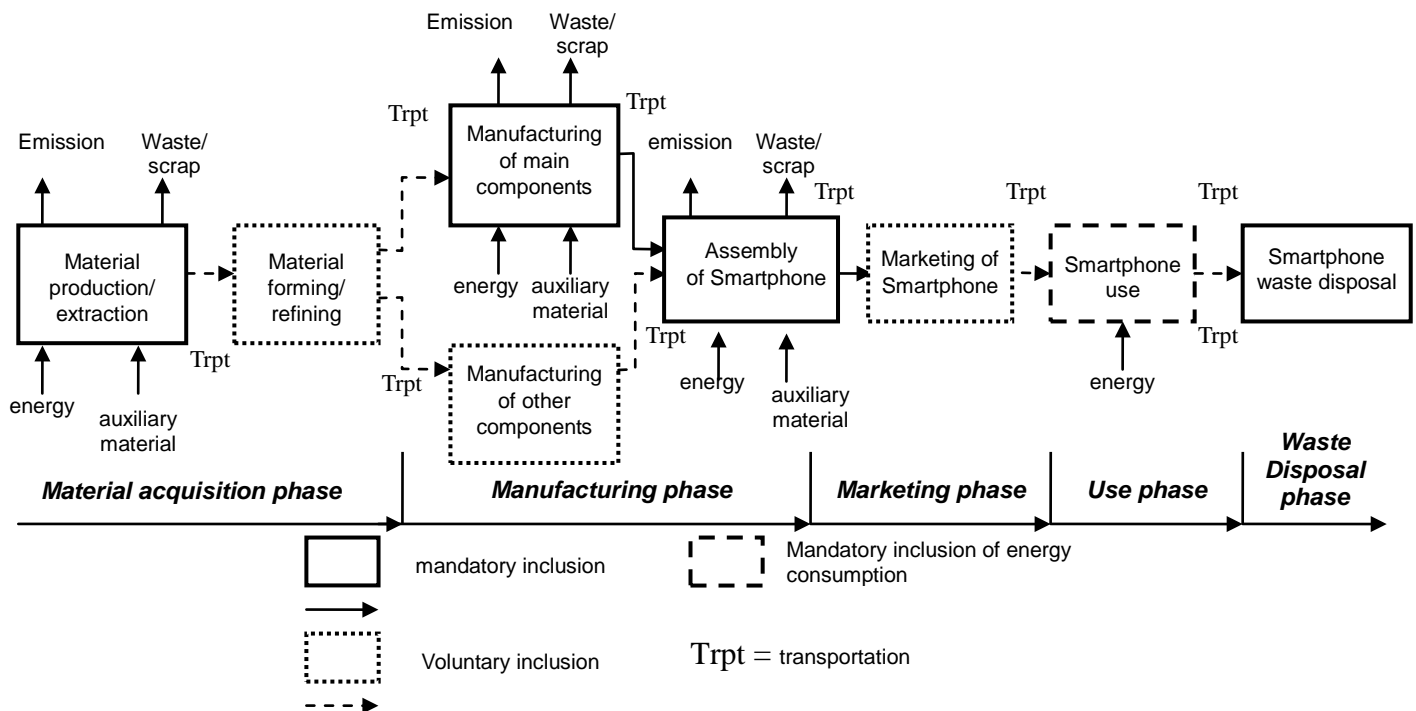 Emission
Waste/
scrap
Trpt
Trpt
Manufacturing
of main
components
energy
auxiliary
material
Emission
Waste/
scrap
Material
production/
extraction
energy
auxiliary
material
Trpt
Material
forming/
refining
Trpt
Manufacturing
of other
components
emission
Waste/
scrap
Trpt
Assembly
of Smartphone
Trpt
energy
auxiliary
material
Marketing of
Smartphone
Trpt
Smartphone
use
energy
Trpt
Trpt
Smartphone
waste disposal
Material acquisition phase
Manufacturing phase
Marketing phase
Use phase
Waste
Disposal
phase
mandatory inclusion
Mandatory inclusion of energy
consumption
Voluntary inclusion
Trpt = transportation